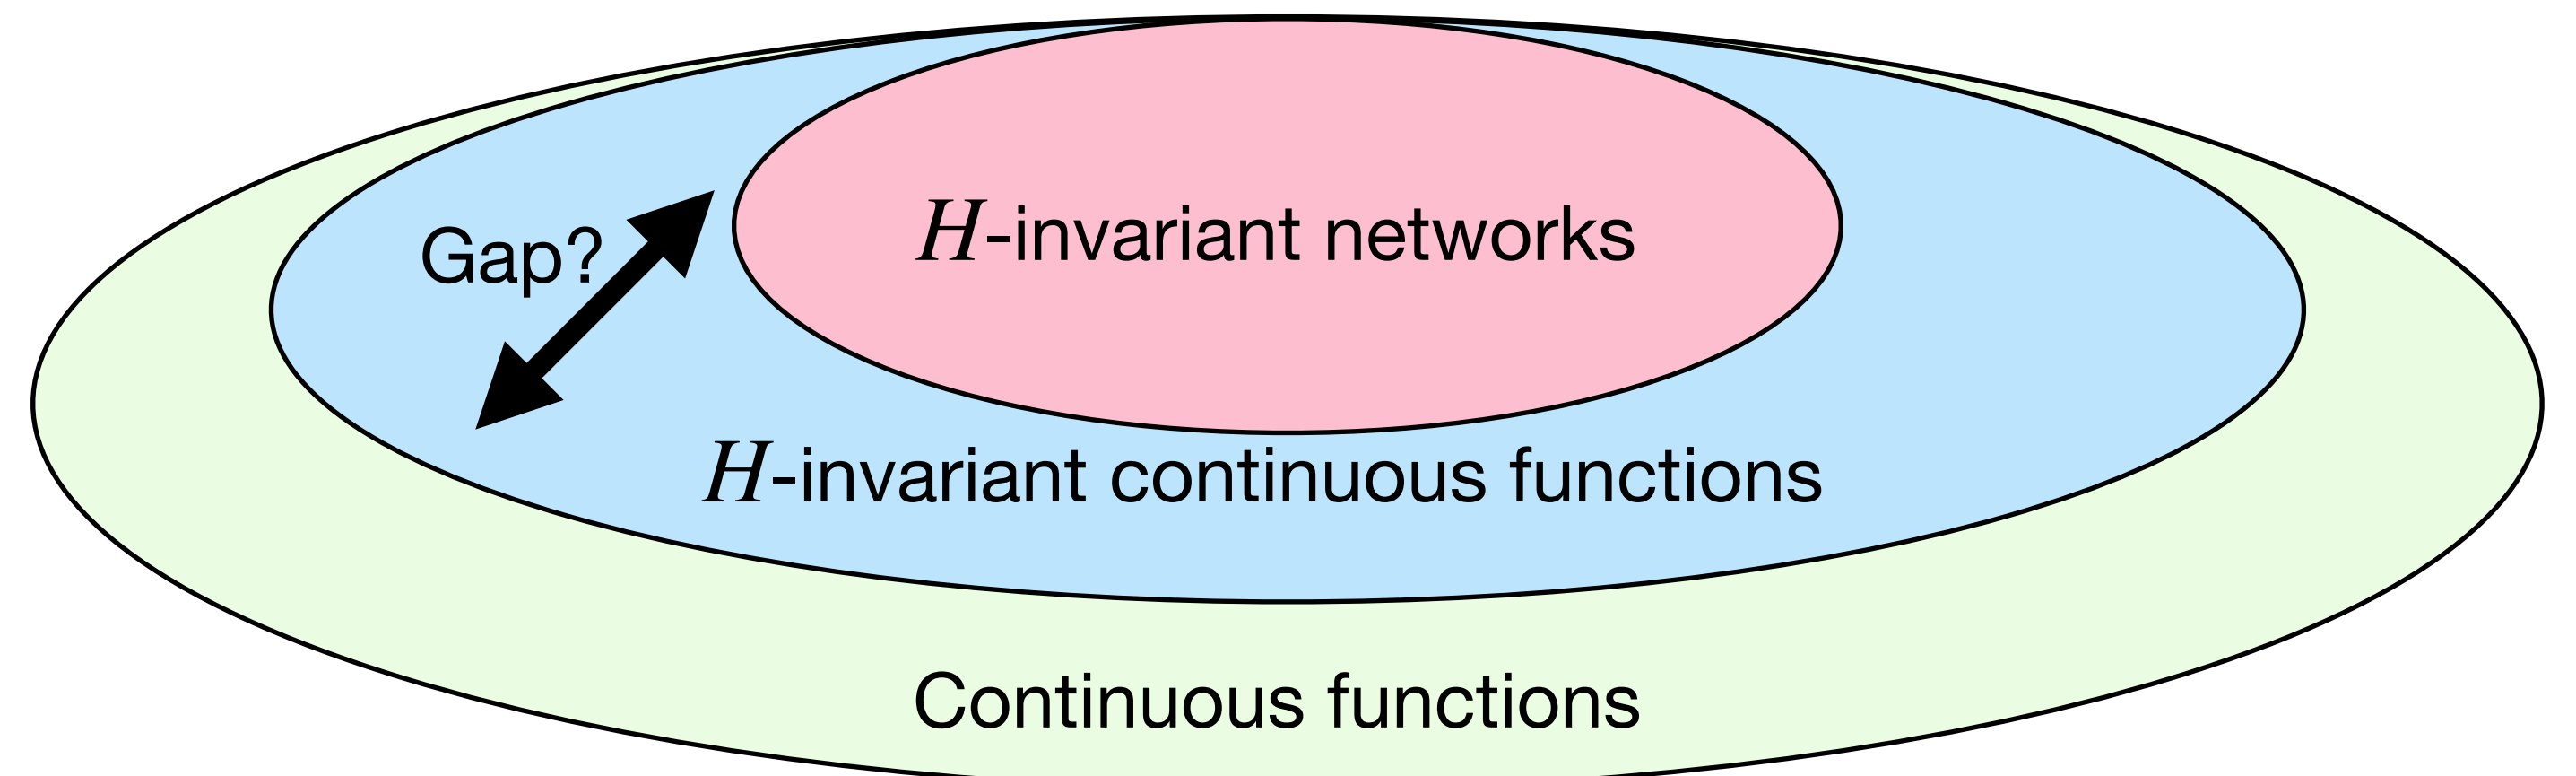 H-invariant networks
Gap?
H-invariant continuous functions
Continuous functions